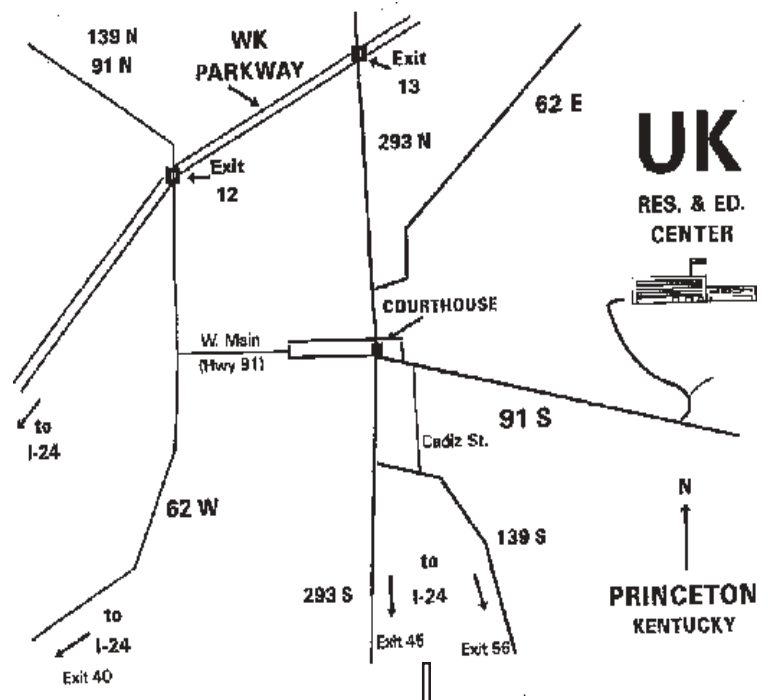 139 N
91 N
WK
PARKWAY
Exit
13
62 E
293 N
UK
RES. & ED.
CENTER
Exit
12
COURTHOUSE
W. Main
(Hwy 91)
91 S
Cadiz St.
to
I-24
62 W
N
139 S
to
I-24
293 S
PRINCETON
KENTUCKY
to
I-24
Exit 40
Exit 45
Exit 56